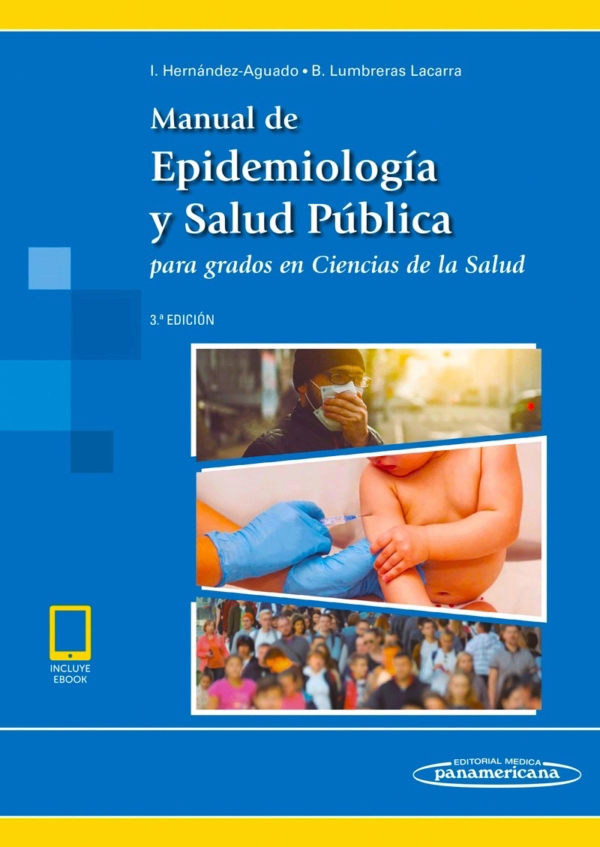 I. Hernández-Aguado • B. Lumbreras Lacarra
Manual de
Epidemiología
y Salud Pública
para grados en Ciencias de la Salud
3.ª EDICIÓN
INCLUYE
EBOOK
EDITORIAL MEDICA
panamericana